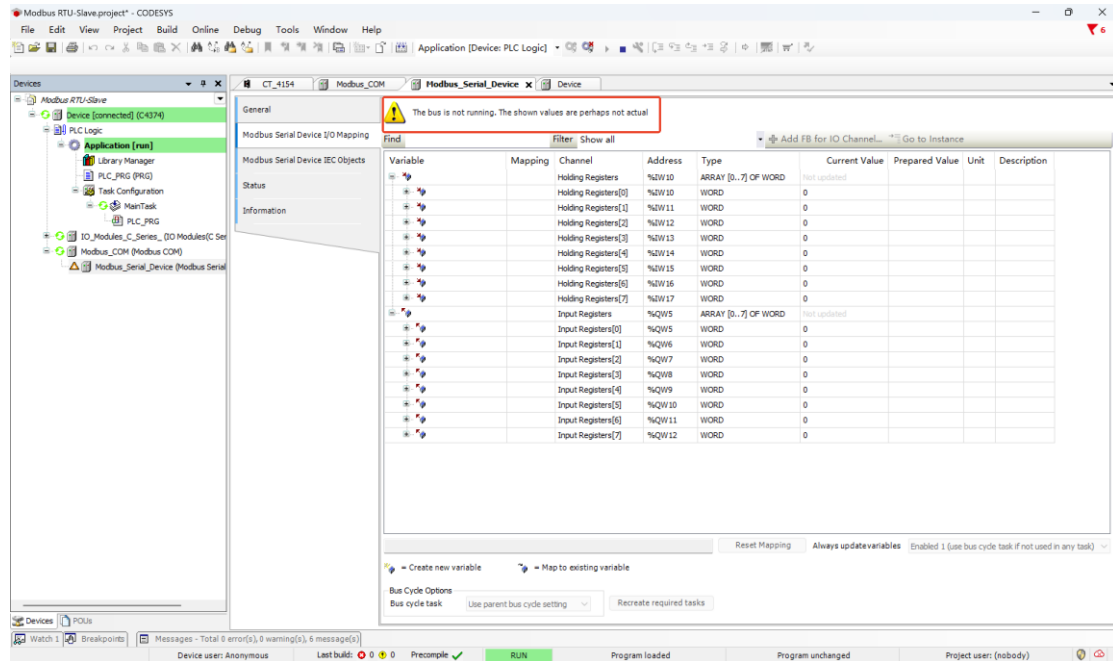 Modbus RTU-Slave.project* - CODESYS
File Edit View Project Build Online Debug Tools Window Help
6
Application [Device: PLC Logic]
Devices
CT_4154 Modbus_COM Modbus_Serial_Device Device
Modbus RTU-Slave
Device [connected] (C4374)
PLC Logic
Application [run]
Library Manager
PLC_PRG (PRG)
Task Configuration
MainTask
PLC_PRG
IO_Modules_C_Series_ (IO Modules(C Ser
Modbus_COM (Modbus COM)
Modbus_Serial_Device (Modbus Serial
General
Modbus Serial Device I/O Mapping
Modbus Serial Device IEC Objects
Status
Information
The bus is not running. The shown values are perhaps not actual
Find Filter Show all Add FB for IO Channel... Go to Instance
Variable Mapping Channel Address Type Current Value Prepared Value Unit Description
Holding Registers %IW10 ARRAY [0..7] OF WORD Not updated
Holding Registers[0] %IW10 WORD 0
Holding Registers[1] %IW11 WORD 0
Holding Registers[2] %IW12 WORD 0
Holding Registers[3] %IW13 WORD 0
Holding Registers[4] %IW14 WORD 0
Holding Registers[5] %IW15 WORD 0
Holding Registers[6] %IW16 WORD 0
Holding Registers[7] %IW17 WORD 0
Input Registers %QW5 ARRAY [0..7] OF WORD Not updated
Input Registers[0] %QW5 WORD 0
Input Registers[1] %QW6 WORD 0
Input Registers[2] %QW7 WORD 0
Input Registers[3] %QW8 WORD 0
Input Registers[4] %QW9 WORD 0
Input Registers[5] %QW10 WORD 0
Input Registers[6] %QW11 WORD 0
Input Registers[7] %QW12 WORD 0
Reset Mapping Always update variables Enabled 1 (use bus cycle task if not used in any task)
= Create new variable = Map to existing variable
Bus Cycle Options
Bus cycle task Use parent bus cycle setting Recreate required tasks
Devices POUs
Watch 1 Breakpoints Messages - Total 0 error(s), 0 warning(s), 6 message(s)
Device user: Anonymous Last build: 0 0 Precompile RUN Program loaded Program unchanged Project user: (nobody)